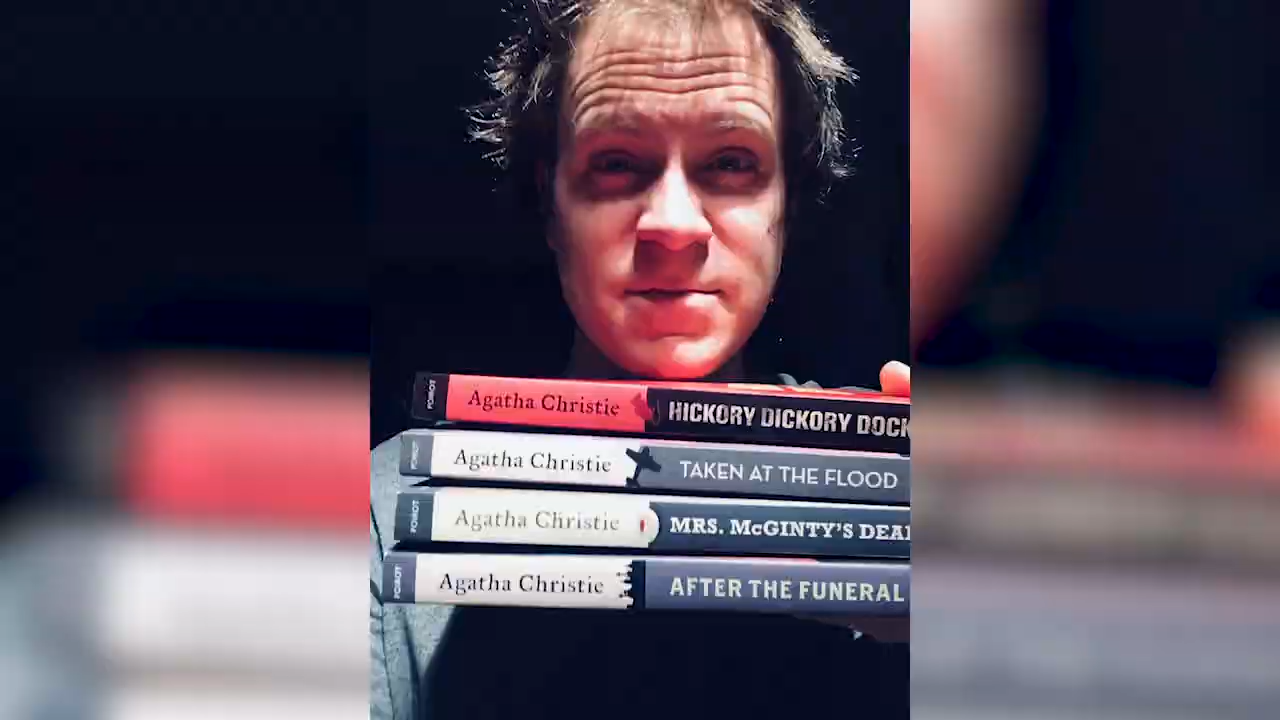 POIROT Agatha Christie HICKORY DICKORY DOCK
POIROT Agatha Christie TAKEN AT THE FLOOD
POIROT Agatha Christie MRS. McGINTY'S DEA
POIROT Agatha Christie AFTER THE FUNERAL